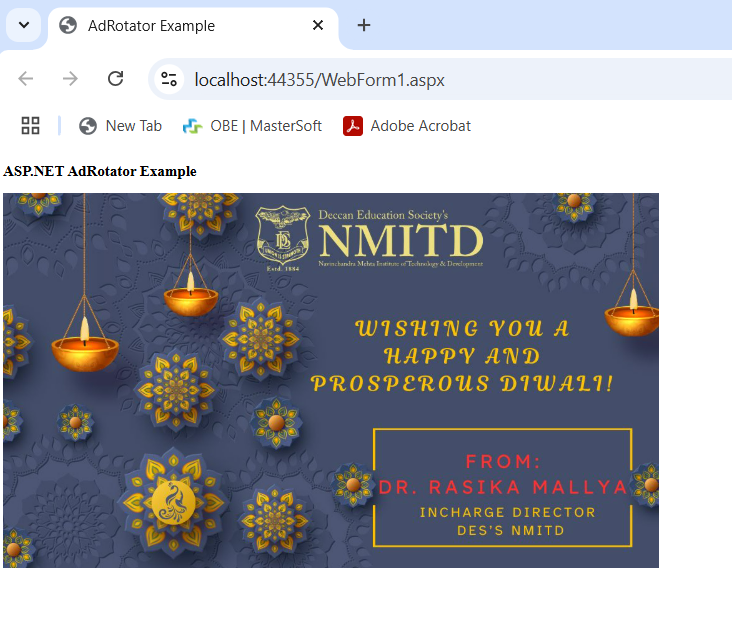 AdRotator Example
localhost:44355/WebForm1.aspx
New Tab
OBE | MasterSoft
Adobe Acrobat
ASP.NET AdRotator Example
Deccan Education Society's
NMITD
Navinchandra Mehta Institute of Technology & Development
Estd. 1884
WISHING YOU A
HAPPY AND
PROSPEROUS DIWALI!
FROM:
DR. RASIKA MALLYA
INCHARGE DIRECTOR
DES'S NMITD